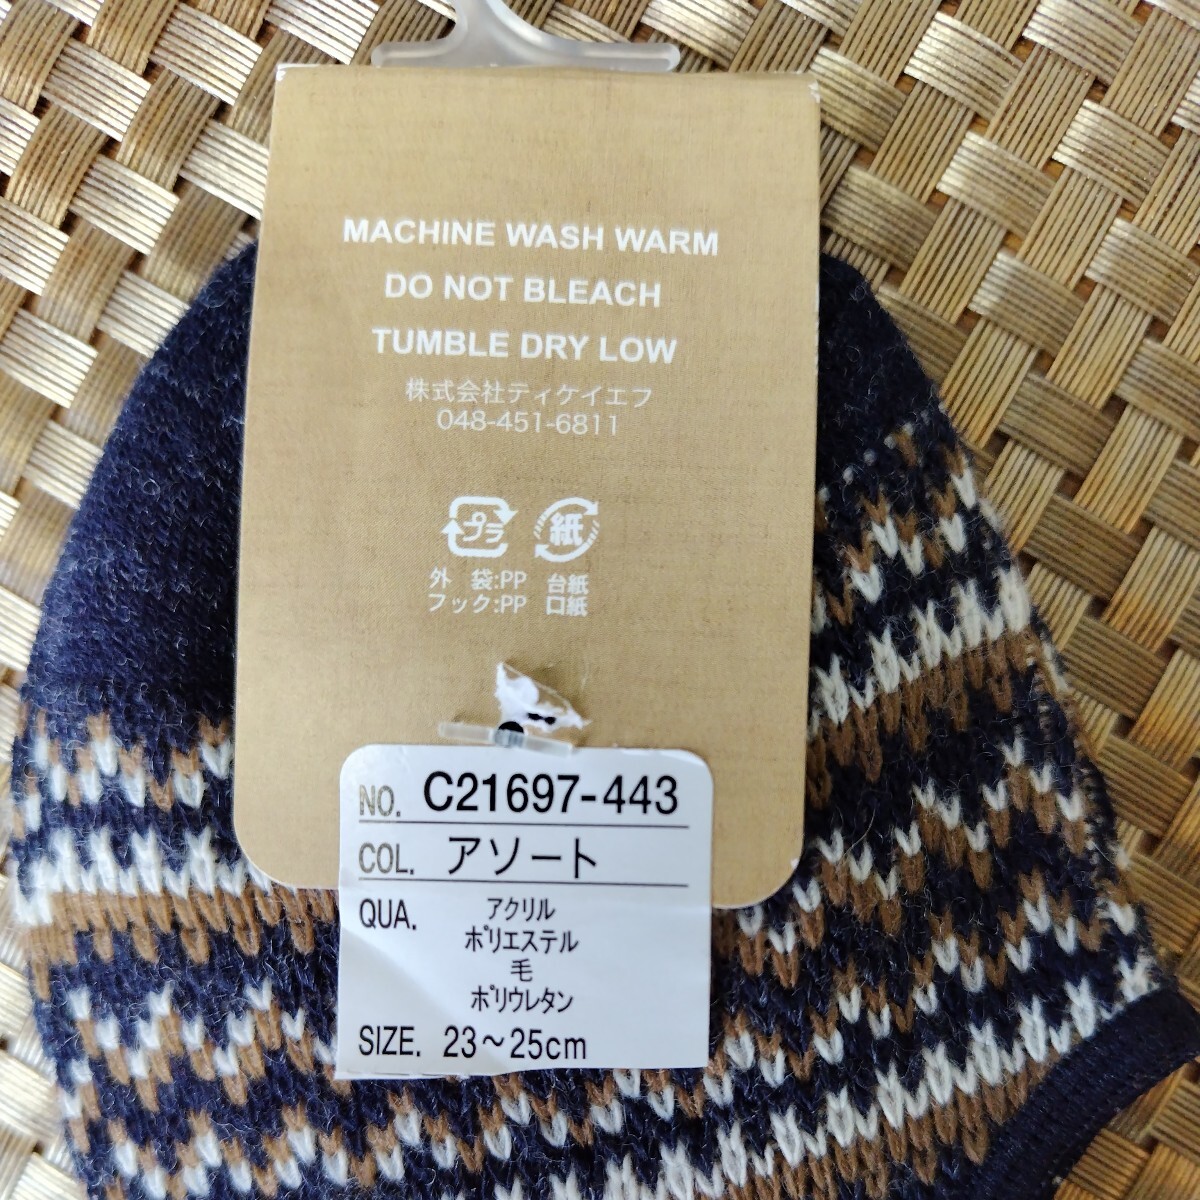 MACHINE WASH WARM
DO NOT BLEACH
TUMBLE DRY LOW
株式会社ティケイエフ
048-451-6811
プラ 紙
外 袋:PP 台紙
フック:PP 口紙
NO. C21697-443
COL. アソート
QUA. アクリル
ポリエステル
毛
ポリウレタン
SIZE. 23～25cm